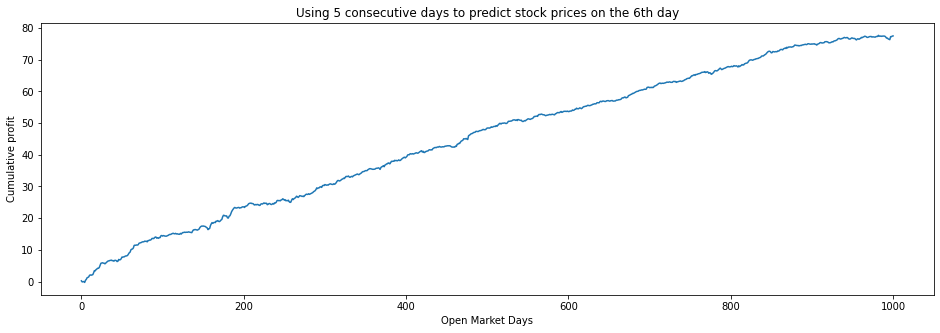 Using 5 consecutive days to predict stock prices on the 6th day
80
70
60
50
40
30
20
10
0
Cumulative profit
0 200 400 600 800 1000
Open Market Days